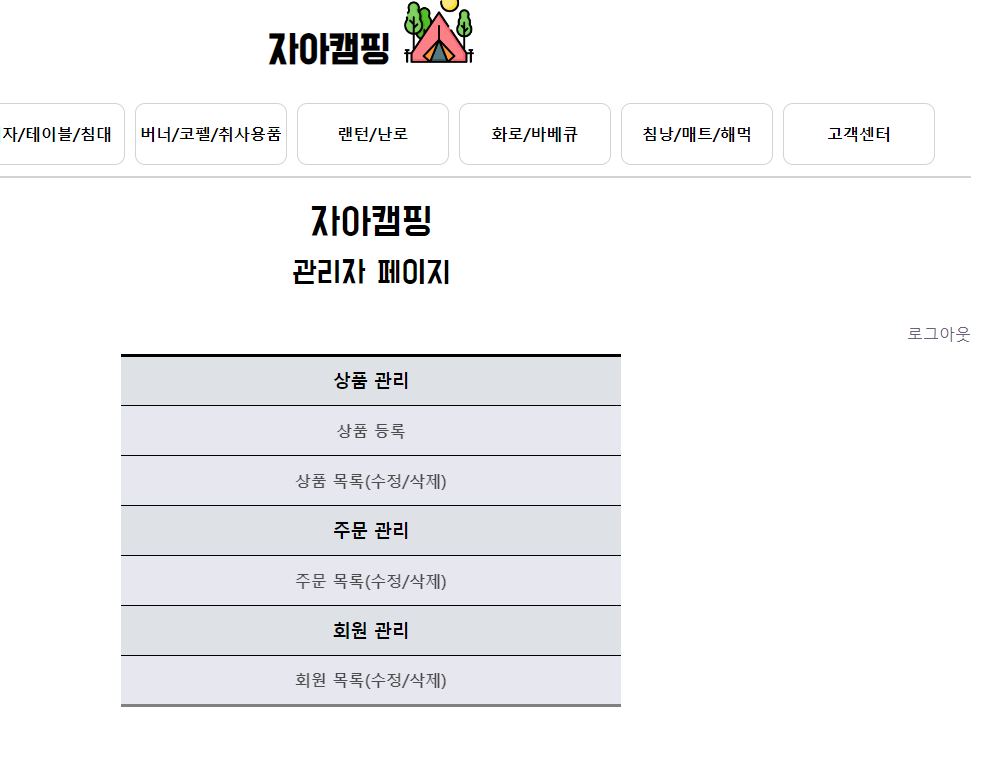 자아캠핑
자/테이블/침대 버너/코펠/취사용품 랜턴/난로 화로/바베큐 침낭/매트/해먹 고객센터
자아캠핑
관리자 페이지
로그아웃
상품 관리
상품 등록
상품 목록(수정/삭제)
주문 관리
주문 목록(수정/삭제)
회원 관리
회원 목록(수정/삭제)